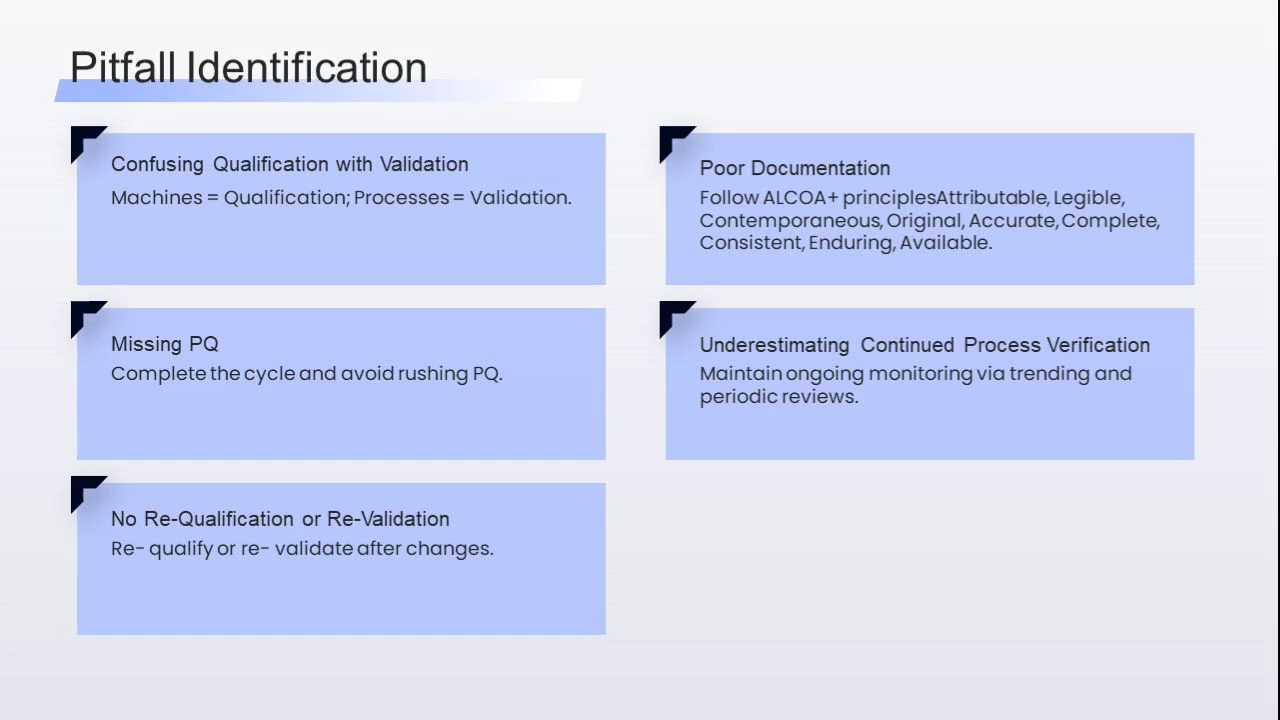 Pitfall Identification
Confusing Qualification with Validation
Machines = Qualification; Processes = Validation.
Poor Documentation
Follow ALCOA+ principlesAttributable, Legible,
Contemporaneous, Original, Accurate, Complete,
Consistent, Enduring, Available.
Missing PQ
Complete the cycle and avoid rushing PQ.
Underestimating Continued Process Verification
Maintain ongoing monitoring via trending and
periodic reviews.
No Re-Qualification or Re-Validation
Re- qualify or re- validate after changes.